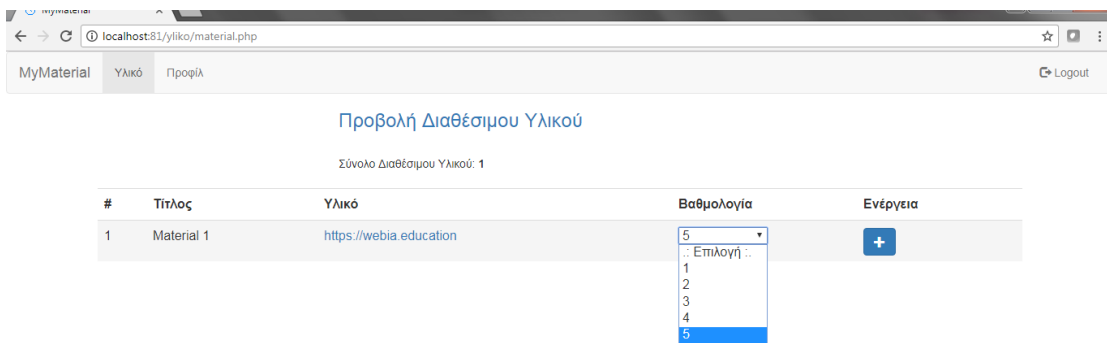 MyMaterial
localhost:81/yliko/material.php
MyMaterial Υλικό Προφίλ Logout
Προβολή Διαθέσιμου Υλικού
Σύνολο Διαθέσιμου Υλικού: 1
# Τίτλος Υλικό Βαθμολογία Ενέργεια
1 Material 1 https://webia.education 5 +
.: Επιλογή :.
1
2
3
4
5